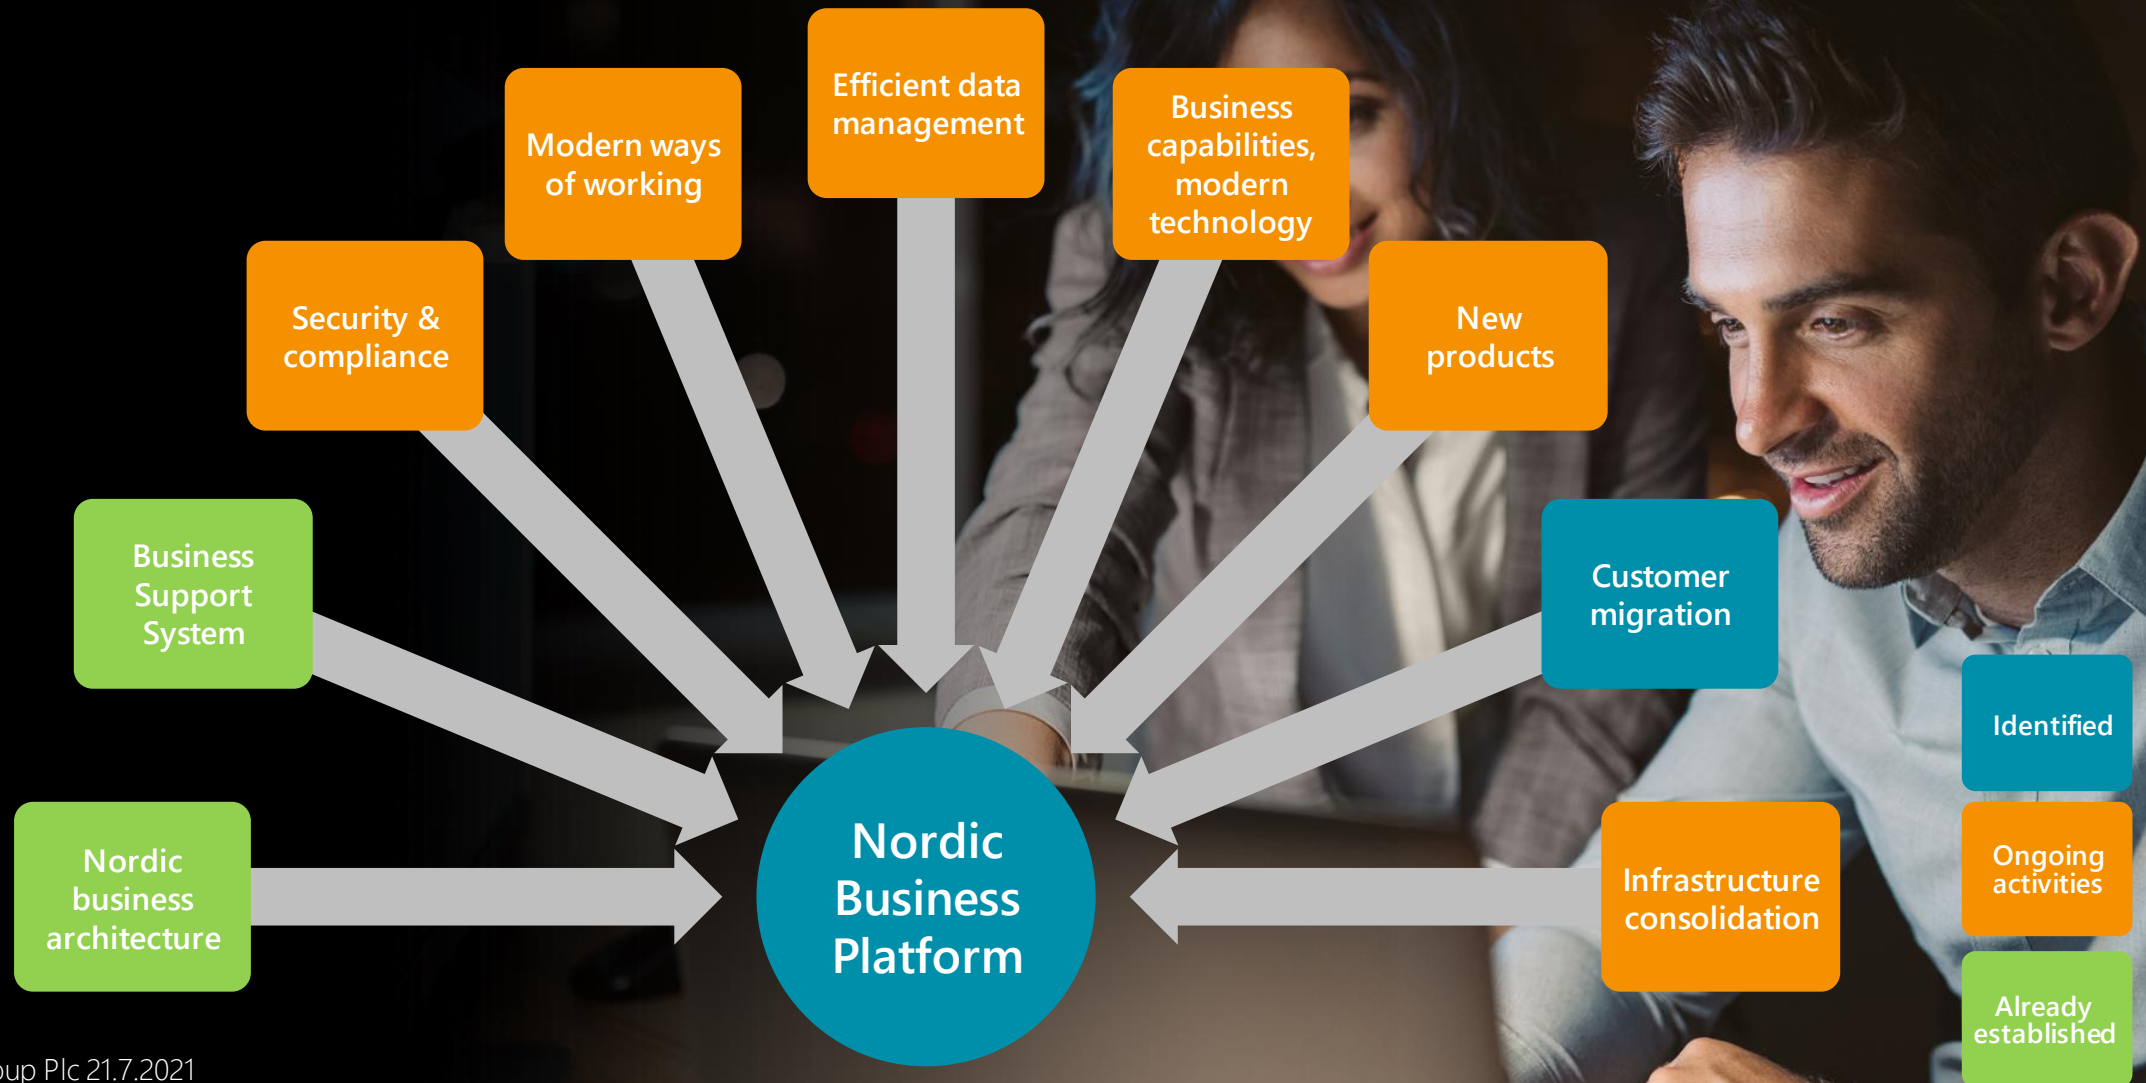 Efficient data
management
Modern ways
of working
Business
capabilities,
modern
technology
Security &
compliance
New
products
Business
Support
System
Customer
migration
Identified
Nordic
business
architecture
Nordic
Business
Platform
Infrastructure
consolidation
Ongoing
activities
Already
established
Plc 21.7.2021